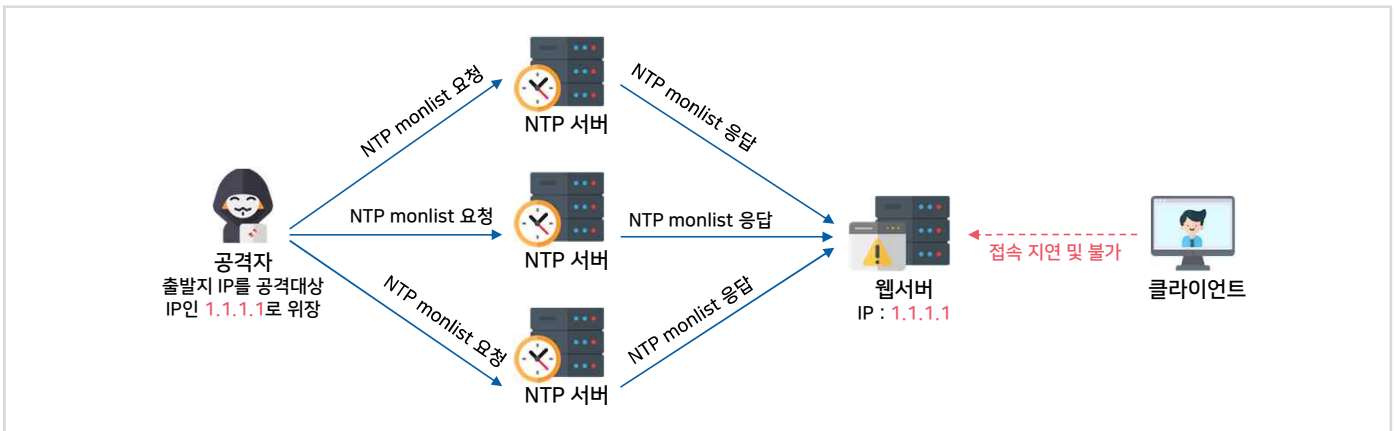 NTP monlist 요청
NTP 서버
NTP monlist 응답
NTP monlist 요청
NTP 서버
NTP monlist 응답
공격자
출발지 IP를 공격대상
IP인 1.1.1.1로 위장
웹서버
IP : 1.1.1.1
접속 지연 및 불가
클라이언트
NTP monlist 요청
NTP 서버
NTP monlist 응답